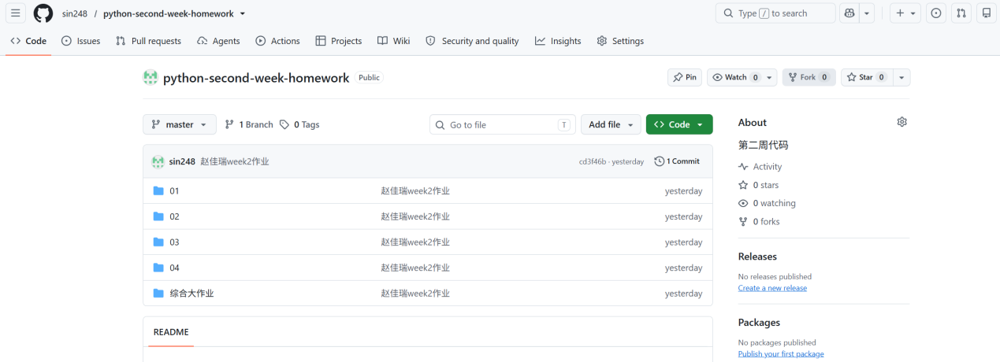 sin248 / python-second-week-homework
Type / to search
Code Issues Pull requests Agents Actions Projects Wiki Security and quality Insights Settings
python-second-week-homework Public
Pin Watch 0 Fork 0 Star 0
master 1 Branch 0 Tags Go to file T Add file Code
sin248 赵佳瑞week2作业 cd3f46b · yesterday 1 Commit
01 赵佳瑞week2作业 yesterday
02 赵佳瑞week2作业 yesterday
03 赵佳瑞week2作业 yesterday
04 赵佳瑞week2作业 yesterday
综合大作业 赵佳瑞week2作业 yesterday
README
About
第二周代码
Activity
0 stars
0 watching
0 forks
Releases
No releases published
Create a new release
Packages
No packages published
Publish your first package